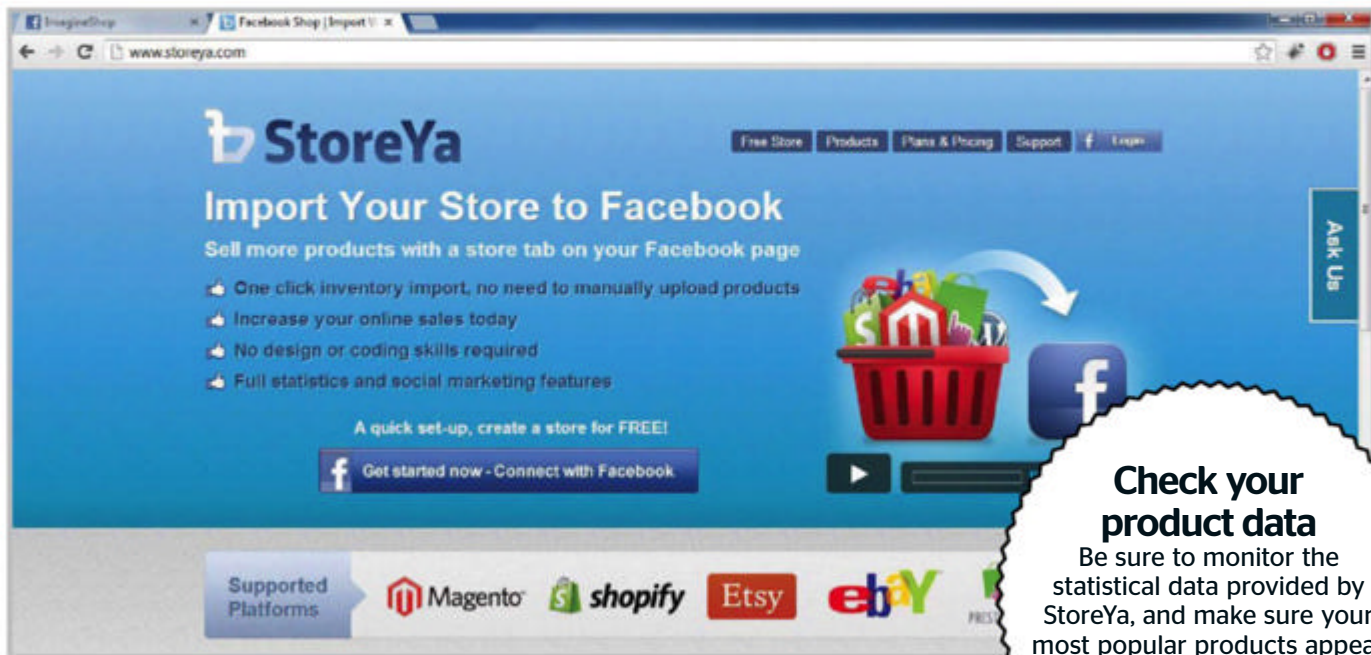 ImagineShop
Facebook Shop | Import
www.storeya.com
StoreYa
Free Store Products Plans & Pricing Support f Login
Import Your Store to Facebook
Sell more products with a store tab on your Facebook page
One click inventory import, no need to manually upload products
Increase your online sales today
No design or coding skills required
Full statistics and social marketing features
A quick set-up, create a store for FREE!
f Get started now - Connect with Facebook
Ask Us
f
Supported
Platforms
Magento
shopify
Etsy
ebaY
Check your
product data
Be sure to monitor the
statistical data provided by
StoreYa, and make sure your
most popular products appear